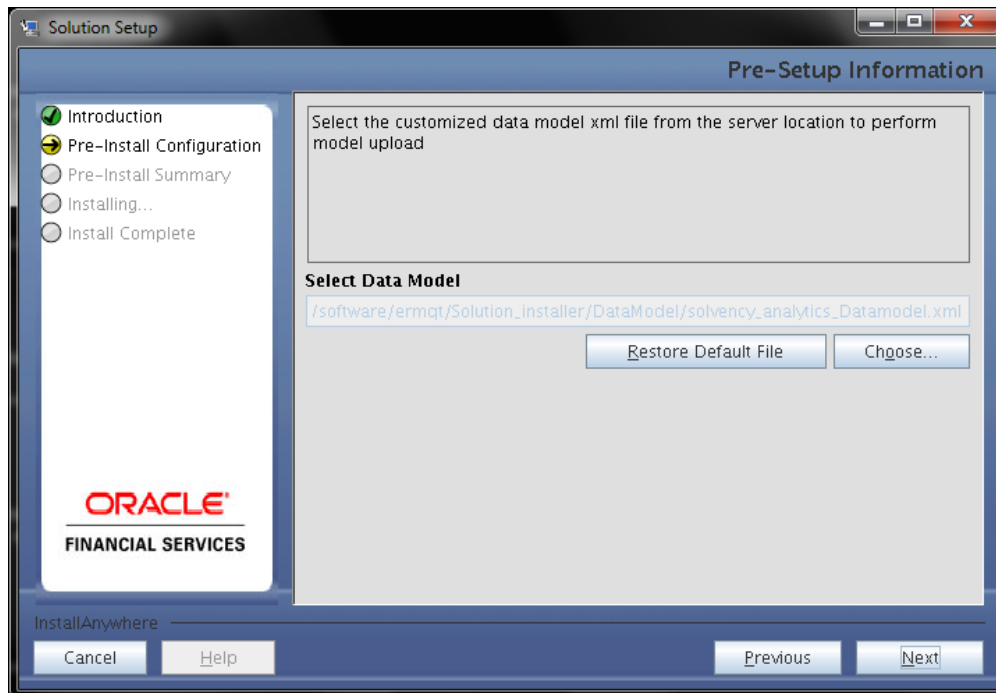 Solution Setup
Pre-Setup Information
Introduction
Pre-Install Configuration
Pre-Install Summary
Installing...
Install Complete
ORACLE'
FINANCIAL SERVICES
Select the customized data model xml file from the server location to perform
model upload
Select Data Model
/software/ermqt/Solution_installer/DataModel/solvency_analytics_Datamodel.xml
Restore Default File
Choose...
InstallAnywhere
Cancel
Help
Previous
Next